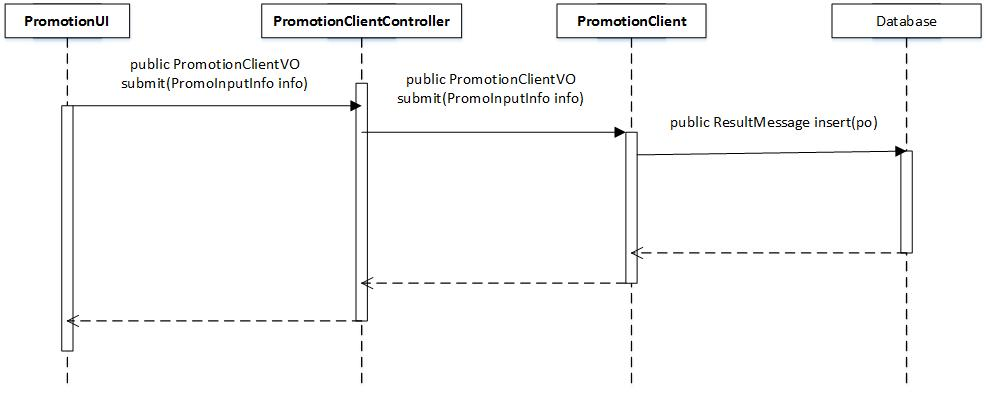 PromotionUI
PromotionClientController
PromotionClient
Database
public PromotionClientVO
submit(PromoInputInfo info)
public PromotionClientVO
submit(PromoInputInfo info)
public ResultMessage insert(po)